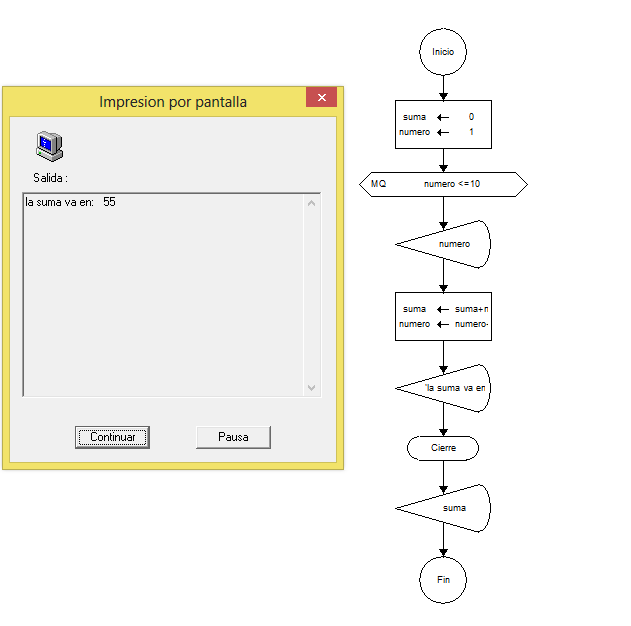 Impresion por pantalla
Salida :
la suma va en:   55
Continuar
Pausa
Inicio
suma ← 0
numero ← 1
MQ numero <=10
numero
suma ← suma+n
numero ← numero-
'la suma va en
Cierre
suma
Fin